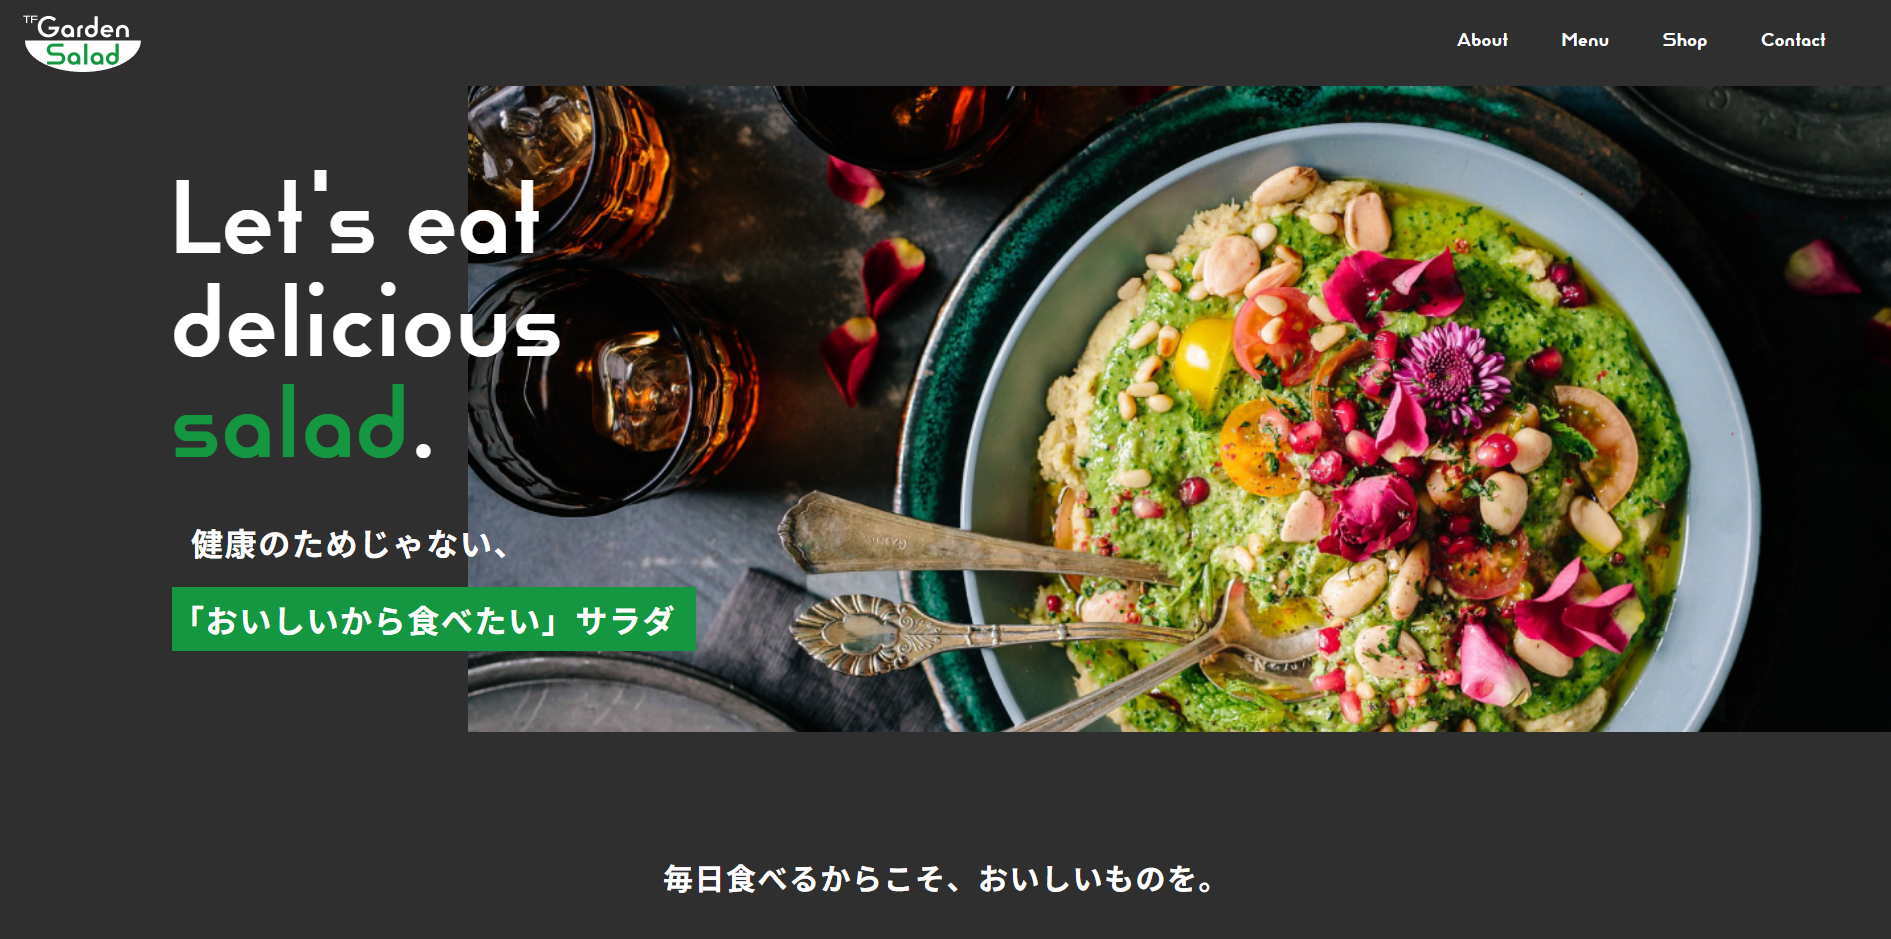 TF Garden
Salad
About Menu Shop Contact
Let's eat
delicious
salad.
健康のためじゃない、
「おいしいから食べたい」サラダ
毎日食べるからこそ、おいしいものを。